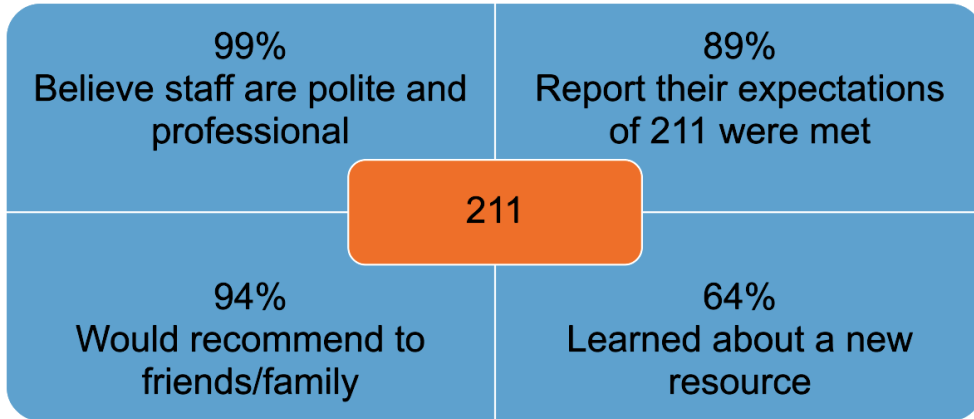 99%
Believe staff are polite and
professional
89%
Report their expectations
of 211 were met
211
94%
Would recommend to
friends/family
64%
Learned about a new
resource